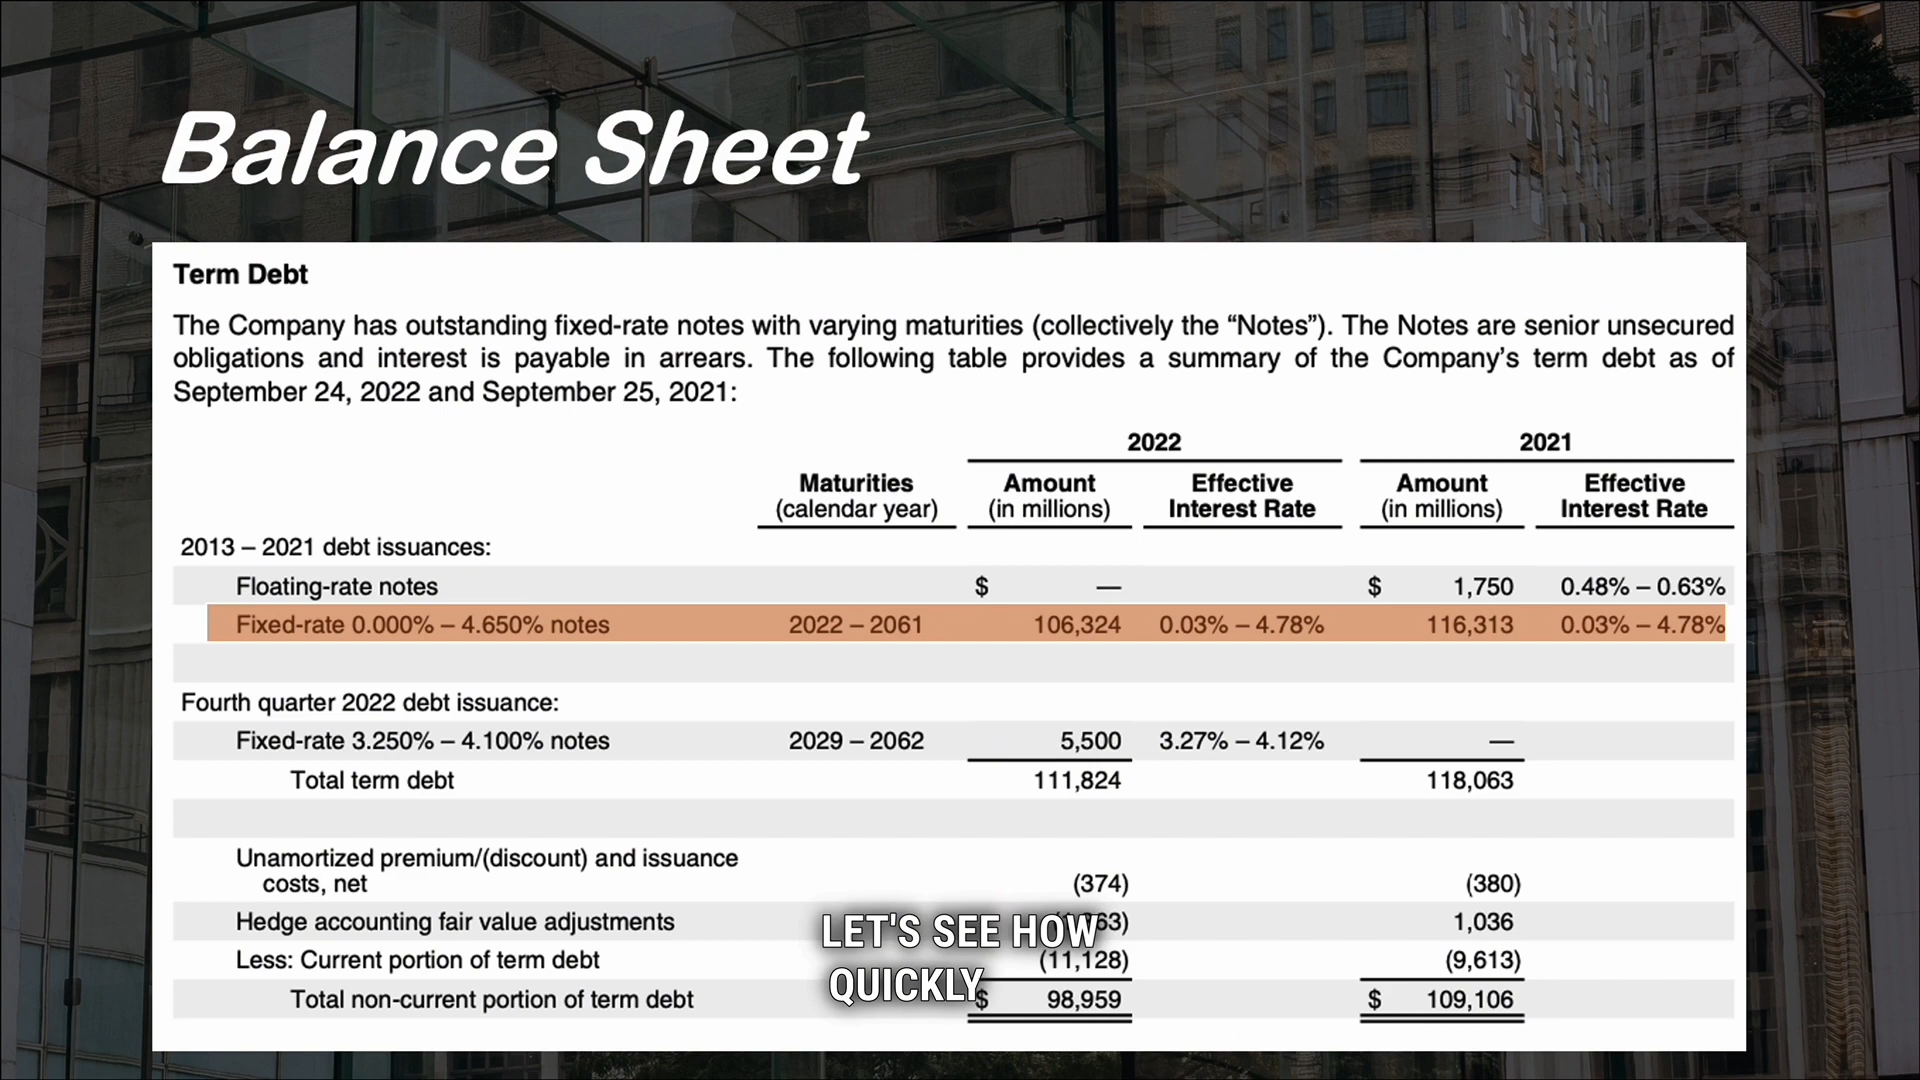 Balance Sheet
Term Debt
The Company has outstanding fixed-rate notes with varying maturities (collectively the “Notes”). The Notes are senior unsecured
obligations and interest is payable in arrears. The following table provides a summary of the Company’s term debt as of
September 24, 2022 and September 25, 2021:
2022 2021
Maturities Amount Effective Amount Effective
(calendar year) (in millions) Interest Rate (in millions) Interest Rate
2013 – 2021 debt issuances:
Floating-rate notes $ — $ 1,750 0.48% – 0.63%
Fixed-rate 0.000% – 4.650% notes 2022 – 2061 106,324 0.03% – 4.78% 116,313 0.03% – 4.78%
Fourth quarter 2022 debt issuance:
Fixed-rate 3.250% – 4.100% notes 2029 – 2062 5,500 3.27% – 4.12% —
Total term debt 111,824 118,063
Unamortized premium/(discount) and issuance
costs, net (374) (380)
Hedge accounting fair value adjustments 1,036
Less: Current portion of term debt (11,128) (9,613)
Total non-current portion of term debt $ 98,959 $ 109,106
LET'S SEE HOW
QUICKLY